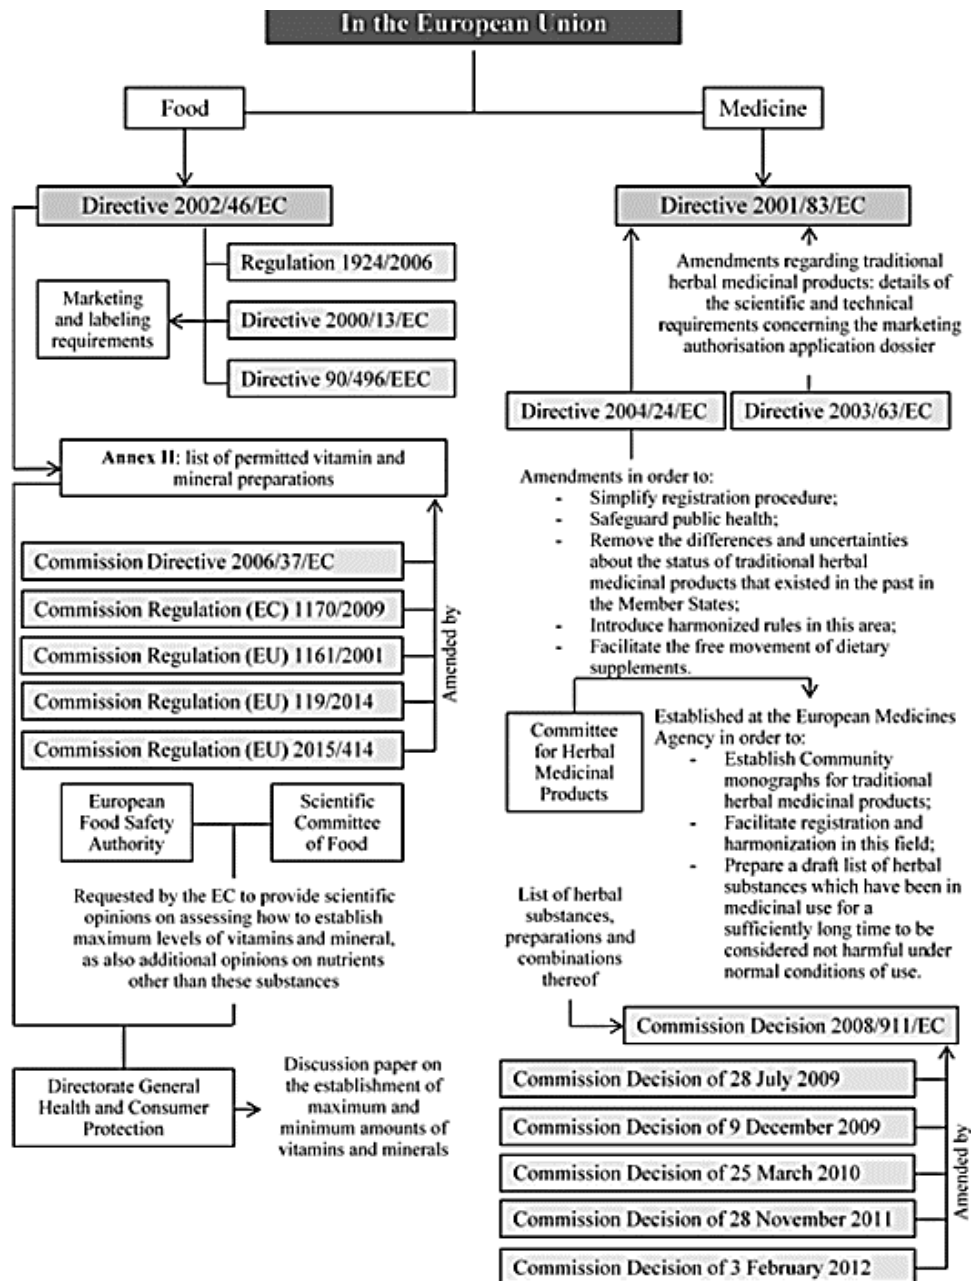 In the European Union
Food
Medicine
Directive 2002/46/EC
Directive 2001/83/EC
Regulation 1924/2006
Marketing
and labeling
requirements
Directive 2000/13/EC
Directive 90/496/EEC
Amendments regarding traditional
herbal medicinal products: details of
the scientific and technical
requirements concerning the marketing
authorisation application dossier
Directive 2004/24/EC
Directive 2003/63/EC
Annex II: list of permitted vitamin and
mineral preparations
Commission Directive 2006/37/EC
Commission Regulation (EC) 1170/2009
Commission Regulation (EU) 1161/2001
Commission Regulation (EU) 119/2014
Commission Regulation (EU) 2015/414
Amended by
Amendments in order to:
- Simplify registration procedure;
- Safeguard public health;
- Remove the differences and uncertainties
about the status of traditional herbal
medicinal products that existed in the past in
the Member States;
- Introduce harmonized rules in this area;
- Facilitate the free movement of dietary
supplements.
European
Food Safety
Authority
Scientific
Committee
of Food
Requested by the EC to provide scientific
opinions on assessing how to establish
maximum levels of vitamins and mineral,
as also additional opinions on nutrients
other than these substances
Directorate General
Health and Consumer
Protection
Discussion paper on
the establishment of
maximum and
minimum amounts of
vitamins and minerals
Committee
for Herbal
Medicinal
Products
Established at the European Medicines
Agency in order to:
- Establish Community
monographs for traditional
herbal medicinal products;
- Facilitate registration and
harmonization in this field;
- Prepare a draft list of herbal
substances which have been in
medicinal use for a
sufficiently long time to be
considered not harmful under
normal conditions of use.
List of herbal
substances,
preparations and
combinations
thereof
Commission Decision 2008/911/EC
Commission Decision of 28 July 2009
Commission Decision of 9 December 2009
Commission Decision of 25 March 2010
Commission Decision of 28 November 2011
Commission Decision of 3 February 2012
Amended by